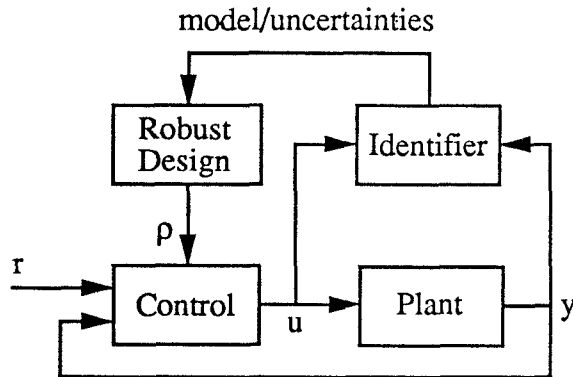 model/uncertainties
Robust
Design
Identifier
ρ
r
Control
u
Plant
y